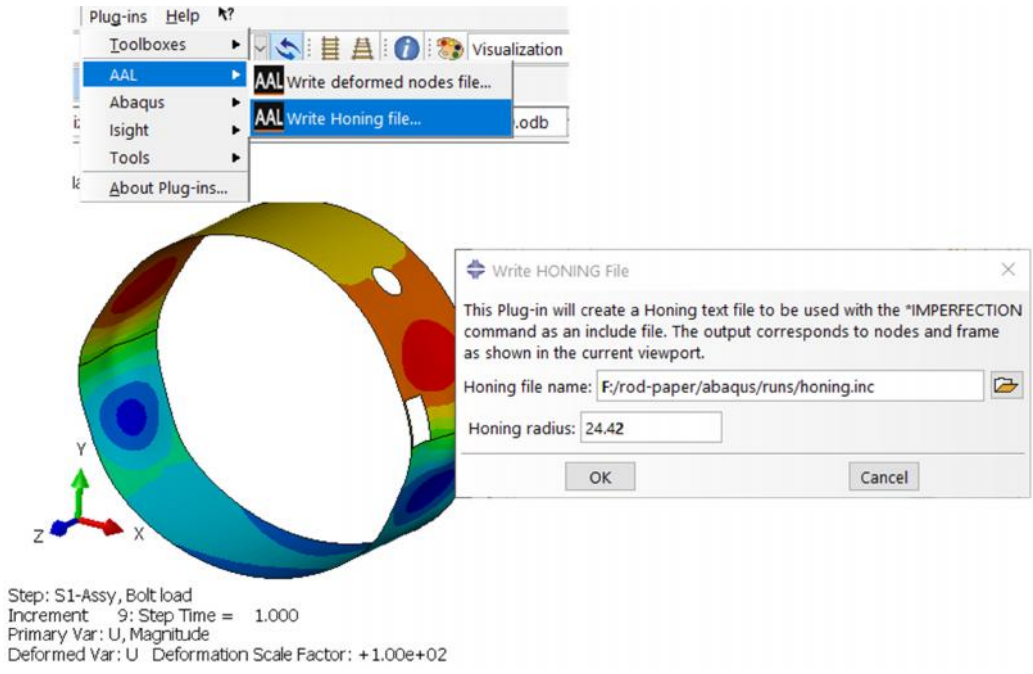 Plug-ins Help
Toolboxes
Visualization
AAL
AAL Write deformed nodes file...
Abaqus
AAL Write Honing file...
.odb
Isight
Tools
About Plug-ins...
Write HONING File
This Plug-in will create a Honing text file to be used with the *IMPERFECTION
command as an include file. The output corresponds to nodes and frame
as shown in the current viewport.
Honing file name: F:/rod-paper/abaqus/runs/honing.inc
Honing radius: 24.42
OK Cancel
Y
Z X
Step: S1-Assy, Bolt load
Increment 9: Step Time = 1.000
Primary Var: U, Magnitude
Deformed Var: U Deformation Scale Factor: +1.00e+02